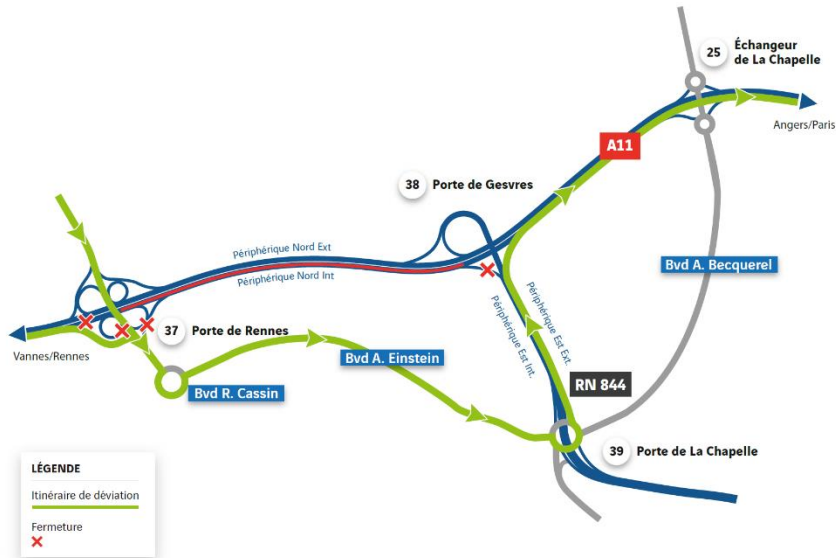 25
Échangeur
de La Chapelle
Angers/Paris
A11
38
Porte de Gesvres
Périphérique Nord Ext
Périphérique Nord Int
Bvd A. Becquerel
Périphérique Est Ext.
Périphérique Est Int.
37
Porte de Rennes
Vannes/Rennes
Bvd A. Einstein
RN 844
Bvd R. Cassin
39
Porte de La Chapelle
LÉGENDE
Itinéraire de déviation
Fermeture